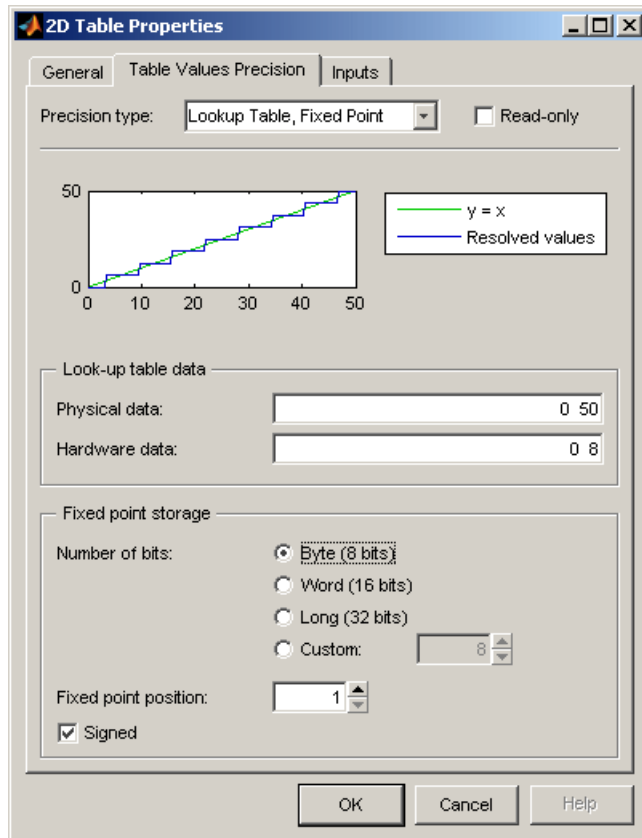 2D Table Properties
General Table Values Precision Inputs
Precision type: Lookup Table, Fixed Point Read-only
50
0
0 10 20 30 40 50
y = x
Resolved values
Look-up table data
Physical data: 0 50
Hardware data: 0 8
Fixed point storage
Number of bits: Byte (8 bits)
Word (16 bits)
Long (32 bits)
Custom: 8
Fixed point position: 1
Signed
OK Cancel Help